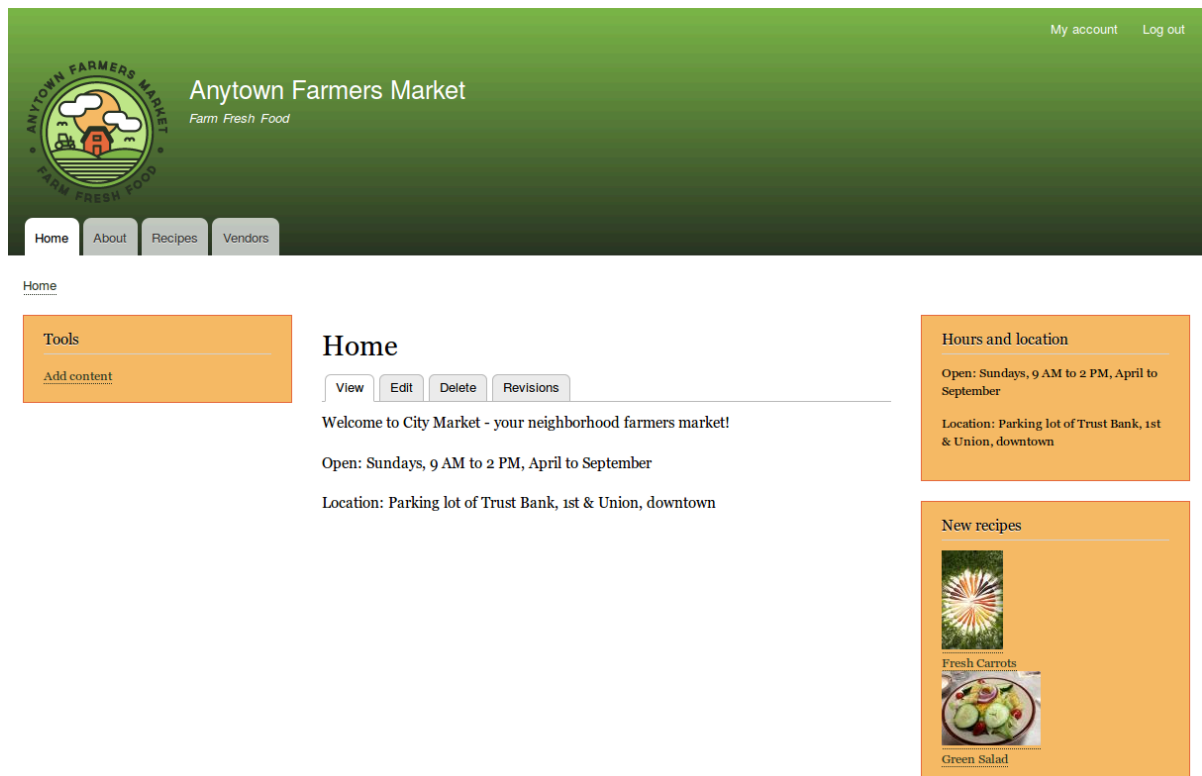 My account Log out
ANYTOWN FARMERS MARKET
FARM FRESH FOOD
Anytown Farmers Market
Farm Fresh Food
Home About Recipes Vendors
Home
Tools
Add content
Home
View Edit Delete Revisions
Welcome to City Market - your neighborhood farmers market!
Open: Sundays, 9 AM to 2 PM, April to September
Location: Parking lot of Trust Bank, 1st & Union, downtown
Hours and location
Open: Sundays, 9 AM to 2 PM, April to
September
Location: Parking lot of Trust Bank, 1st
& Union, downtown
New recipes
Fresh Carrots
Green Salad